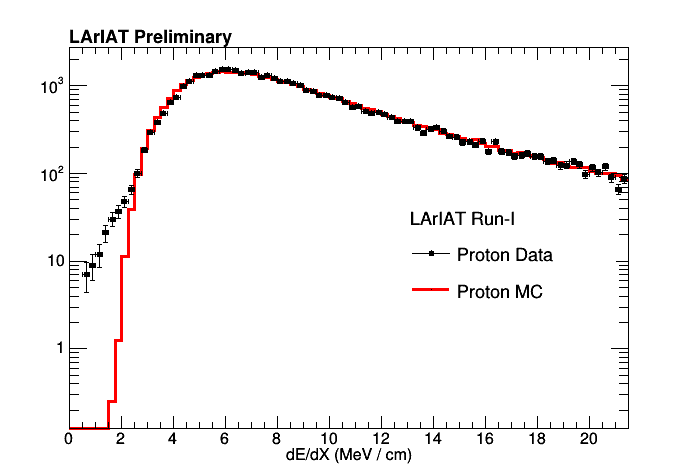 LArIAT Preliminary
10³
10²
10
1
LArIAT Run-I
Proton Data
Proton MC
0 2 4 6 8 10 12 14 16 18 20
dE/dX (MeV / cm)